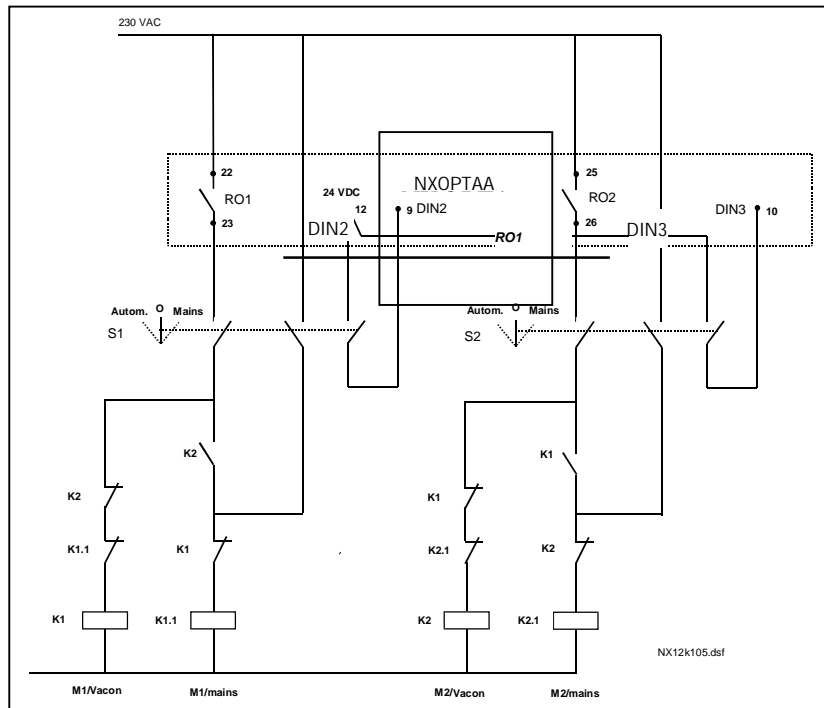 230 VAC
22
25
NXOPTAA
RO1
24 VDC
RO2
12
9
DIN2
DIN3
10
23
DIN2
RO1
26
DIN3
Autom.
O
Mains
Autom.
O
Mains
S1
S2
K2
K1
K2
K1
K1.1
K1
K2.1
K2
K1
K1.1
K2
K2.1
NX12k105.dsf
M1/Vacon
M1/mains
M2/Vacon
M2/mains